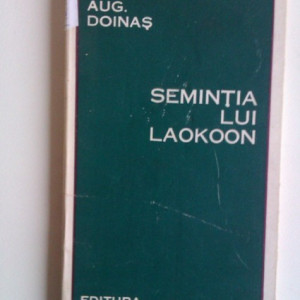 AUG.
DOINAȘ
SEMINȚIA
LUI
LAOKOON
EDITURA